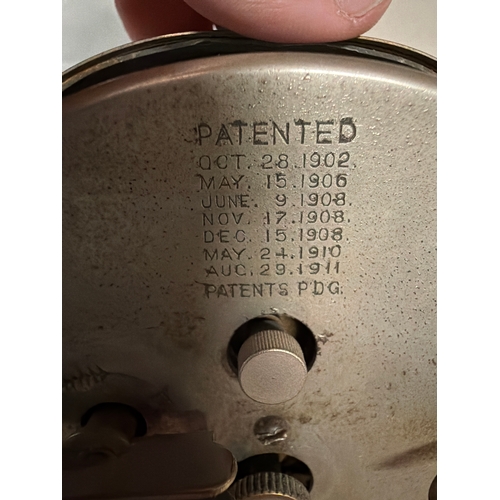 PATENTED
OCT. 28.1902.
MAY. 15.1906
JUNE. 9.1908.
NOV. 17.1908.
DEC. 15.1908.
MAY. 24.1910
AUG. 29.1911.
PATENTS P'D'G.